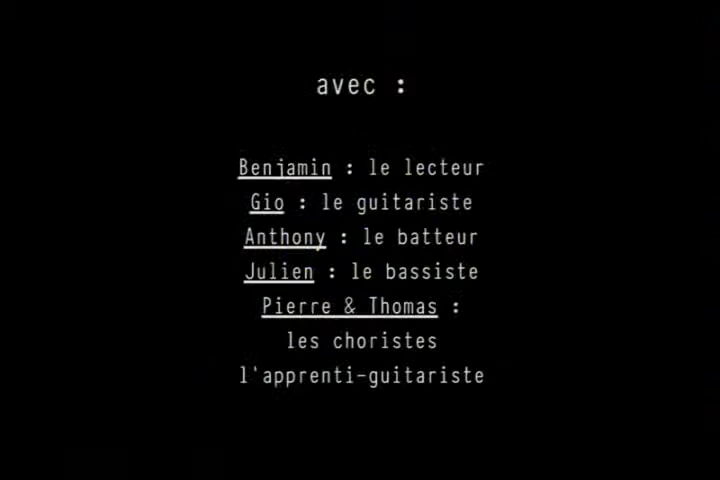 avec :
Benjamin : le lecteur
Gio : le guitariste
Anthony : le batteur
Julien : le bassiste
Pierre & Thomas :
les choristes
l'apprenti-guitariste